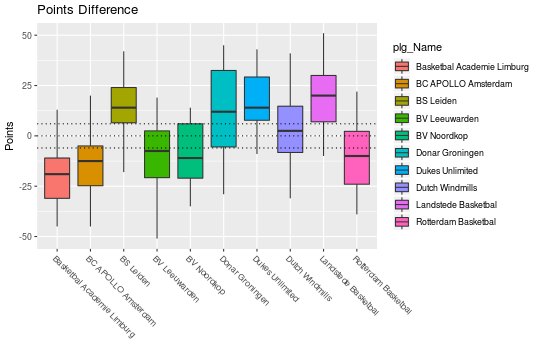 Points Difference
50
25
0
-25
-50
Points
Basketbal Academie Limburg
BC APOLLO Amsterdam
BS Leiden
BV Leeuwarden
BV Noordkop
Donar Groningen
Dukes Unlimited
Dutch Windmills
Landstede Basketbal
Rotterdam Basketbal
plg_Name
Basketbal Academie Limburg
BC APOLLO Amsterdam
BS Leiden
BV Leeuwarden
BV Noordkop
Donar Groningen
Dukes Unlimited
Dutch Windmills
Landstede Basketbal
Rotterdam Basketbal